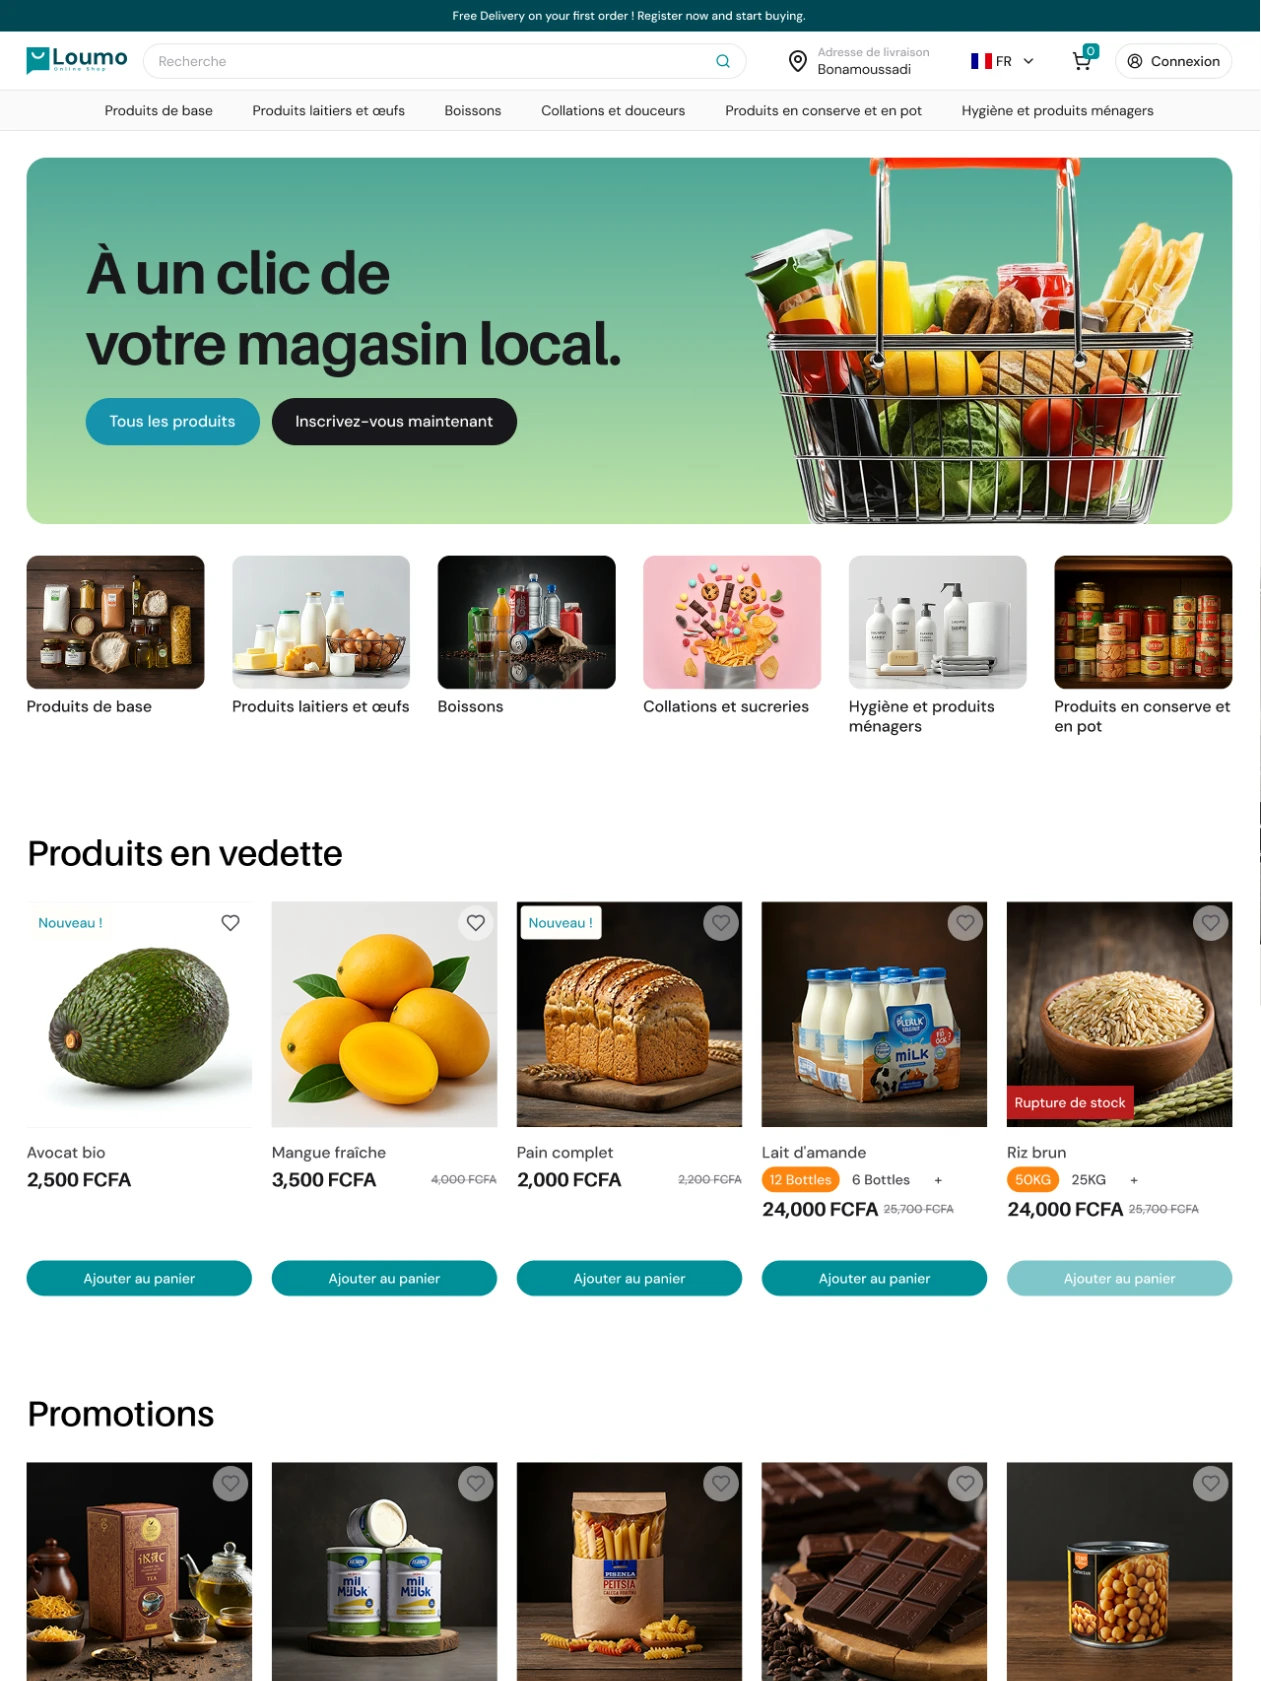 Free Delivery on your first order ! Register now and start buying.
Loumo
Online Shop
Recherche
Adresse de livraison
Bonamoussadi
FR
0
Connexion
Produits de base
Produits laitiers et œufs
Boissons
Collations et douceurs
Produits en conserve et en pot
Hygiène et produits ménagers
À un clic de
votre magasin local.
Tous les produits
Inscrivez-vous maintenant
Produits de base
Produits laitiers et œufs
Boissons
Collations et sucreries
Hygiène et produits
ménagers
Produits en conserve et
en pot
Produits en vedette
Nouveau !
Nouveau !
miLK
Rupture de stock
Avocat bio
2,500 FCFA
Mangue fraîche
3,500 FCFA
4,000 FCFA
Pain complet
2,000 FCFA
2,200 FCFA
Lait d'amande
12 Bottles
6 Bottles
+
24,000 FCFA
25,700 FCFA
Riz brun
50KG
25KG
+
24,000 FCFA
25,700 FCFA
Ajouter au panier
Ajouter au panier
Ajouter au panier
Ajouter au panier
Ajouter au panier
Promotions
TEA